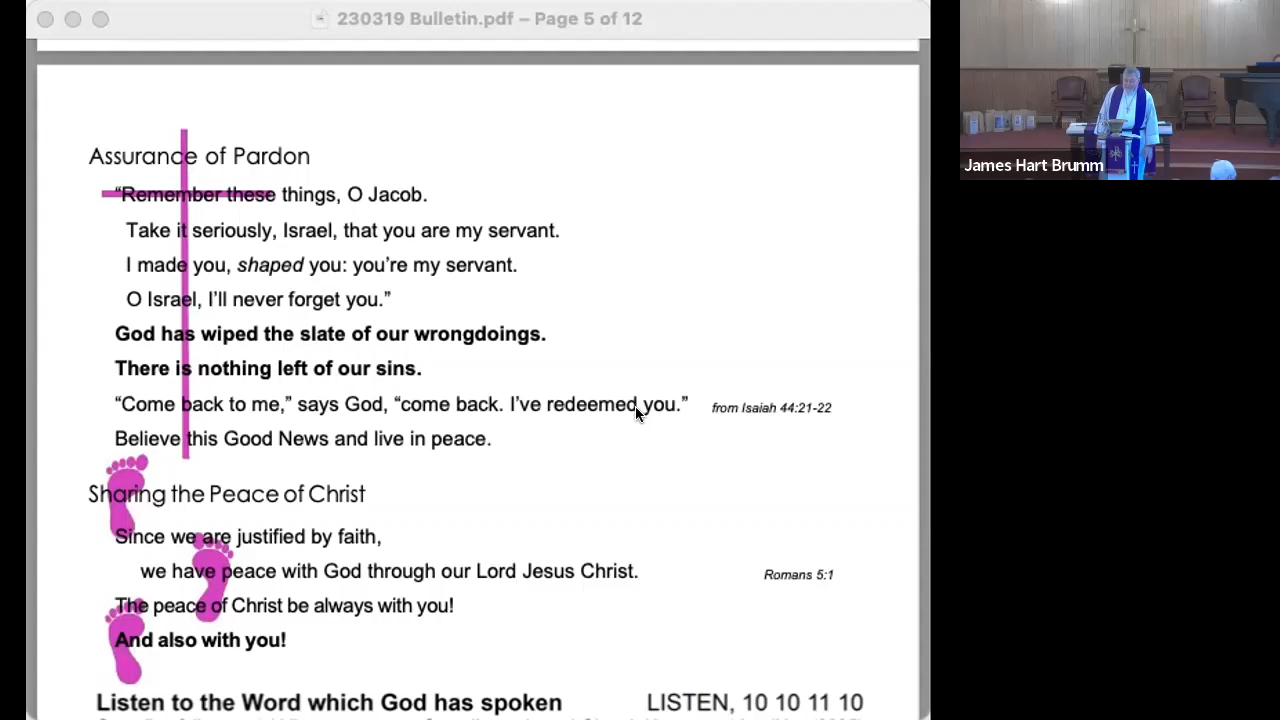 230319 Bulletin.pdf – Page 5 of 12
Assurance of Pardon
“Remember these things, O Jacob.
Take it seriously, Israel, that you are my servant.
I made you, shaped you: you’re my servant.
O Israel, I’ll never forget you.”
God has wiped the slate of our wrongdoings.
There is nothing left of our sins.
“Come back to me,” says God, “come back. I’ve redeemed you.” from Isaiah 44:21-22
Believe this Good News and live in peace.
Sharing the Peace of Christ
Since we are justified by faith,
we have peace with God through our Lord Jesus Christ. Romans 5:1
The peace of Christ be always with you!
And also with you!
Listen to the Word which God has spoken LISTEN, 10 10 11 10
James Hart Brumm